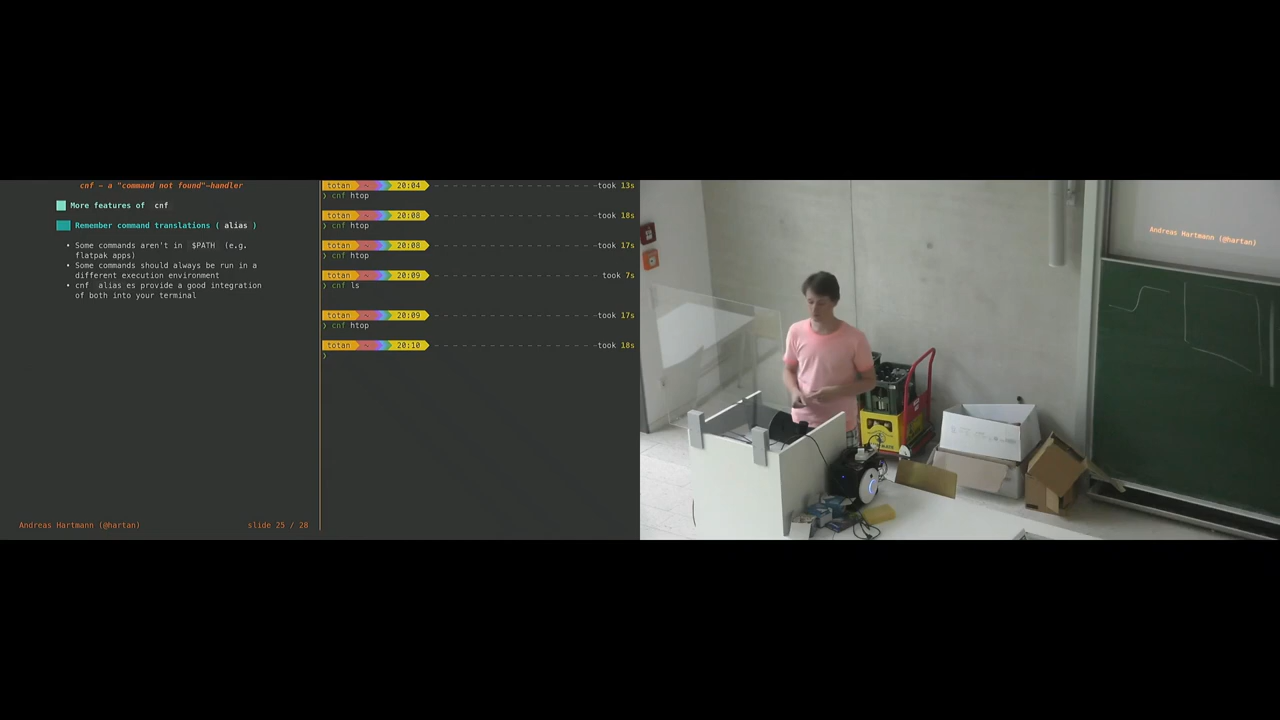 cnf - a "command not found"-handler
More features of cnf
Remember command translations ( alias )
• Some commands aren't in $PATH (e.g.
flatpak apps)
• Some commands should always be run in a
different execution environment
• cnf alias es provide a good integration
of both into your terminal
Andreas Hartmann (@hartan)
slide 25 / 28
totan ~ 20:04 took 13s
❯ cnf htop
totan ~ 20:08 took 18s
❯ cnf htop
totan ~ 20:08 took 17s
❯ cnf htop
totan ~ 20:09 took 7s
❯ cnf ls
totan ~ 20:09 took 17s
❯ cnf htop
totan ~ 20:10 took 18s
❯
Andreas Hartmann (@hartan)